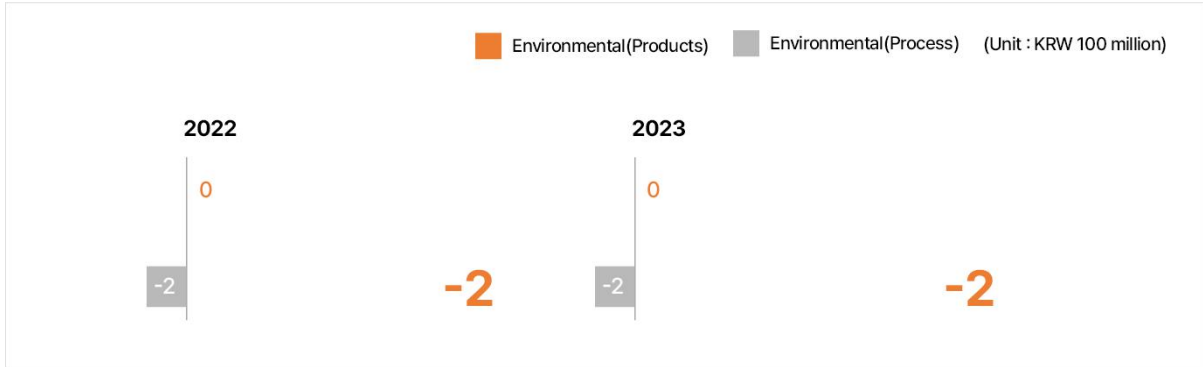 Environmental(Products) Environmental(Process) (Unit : KRW 100 million)
2022 2023
0 0
-2 -2 -2 -2